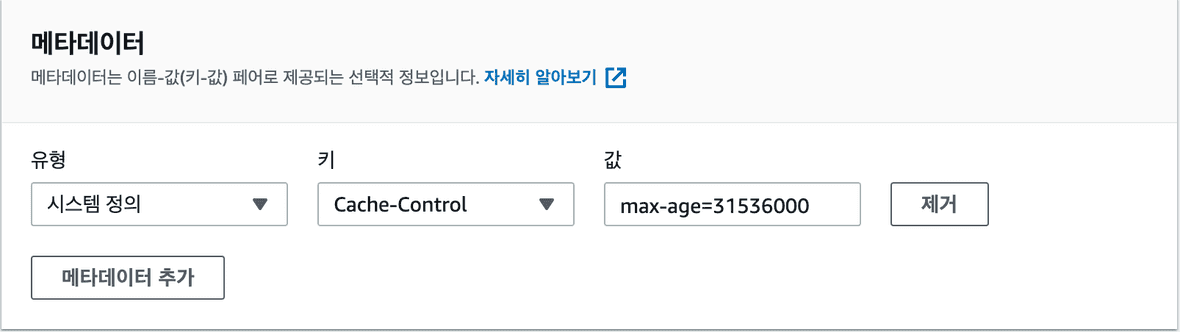 메타데이터
메타데이터는 이름-값(키-값) 페어로 제공되는 선택적 정보입니다. 자세히 알아보기
유형 키 값
시스템 정의 Cache-Control max-age=31536000 제거
메타데이터 추가